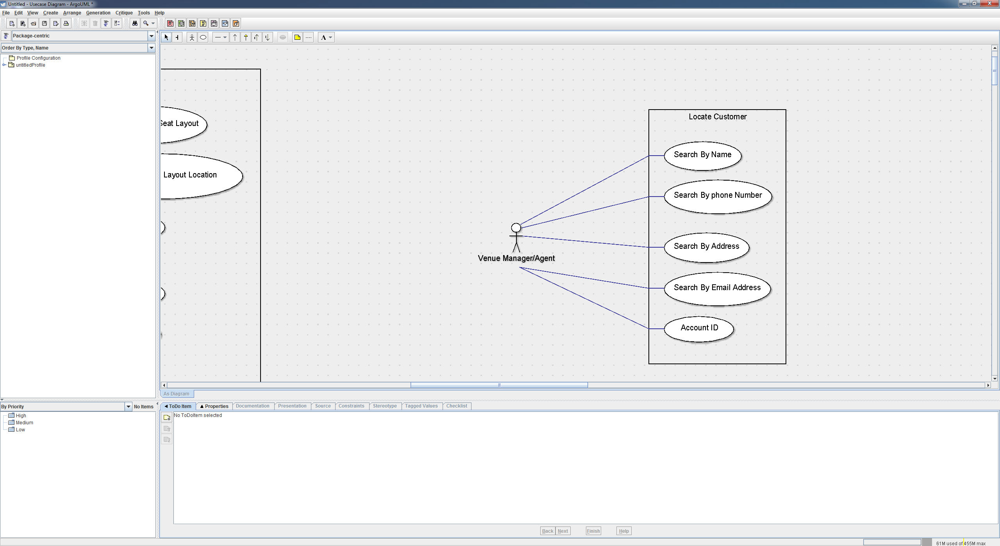 Untitled - Usecase Diagram - ArgoUML *
File Edit View Create Arrange Generation Critique Tools Help
Package-centric
Order By Type, Name
Profile Configuration
untitledProfile
A
Seat Layout
Layout Location
Venue Manager/Agent
Locate Customer
Search By Name
Search By phone Number
Search By Address
Search By Email Address
Account ID
As Diagram
By Priority No Items
High
Medium
Low
ToDo Item Properties Documentation Presentation Source Constraints Stereotype Tagged Values Checklist
No ToDoItem selected
Back Next Finish Help
61M used of 455M max